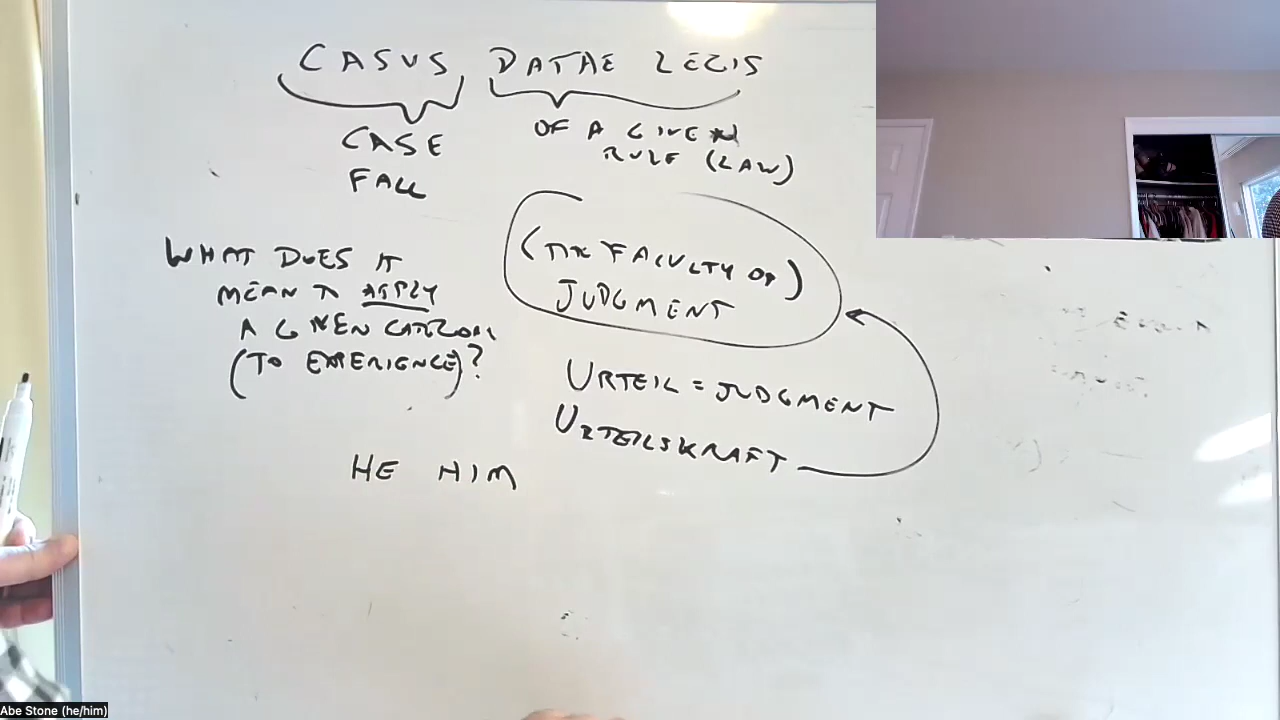 CASUS DATAE LEGIS
CASE
FALL
OF A GIVEN
RULE (LAW)
WHAT DOES IT
MEAN TO APPLY
A GIVEN CATEGORY
(TO EXPERIENCE)?
(THE FACULTY OF)
JUDGMENT
URTEIL = JUDGMENT
URTEILSKRAFT
HE HIM
Abe Stone (he/him)